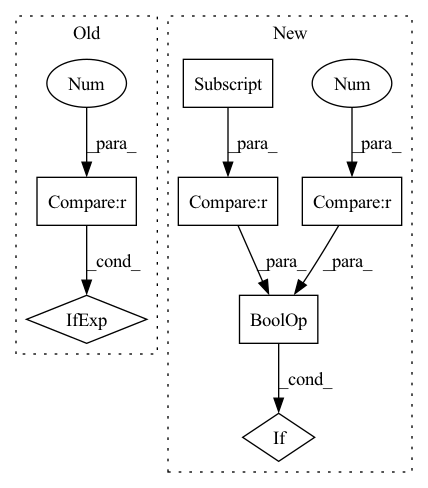 Old
New
Num
Subscript
Num
_para_
_para_
_para_
Compare:r
Compare:r
Compare:r
_cond_
_para_
_para_
IfExp
BoolOp
_cond_
If